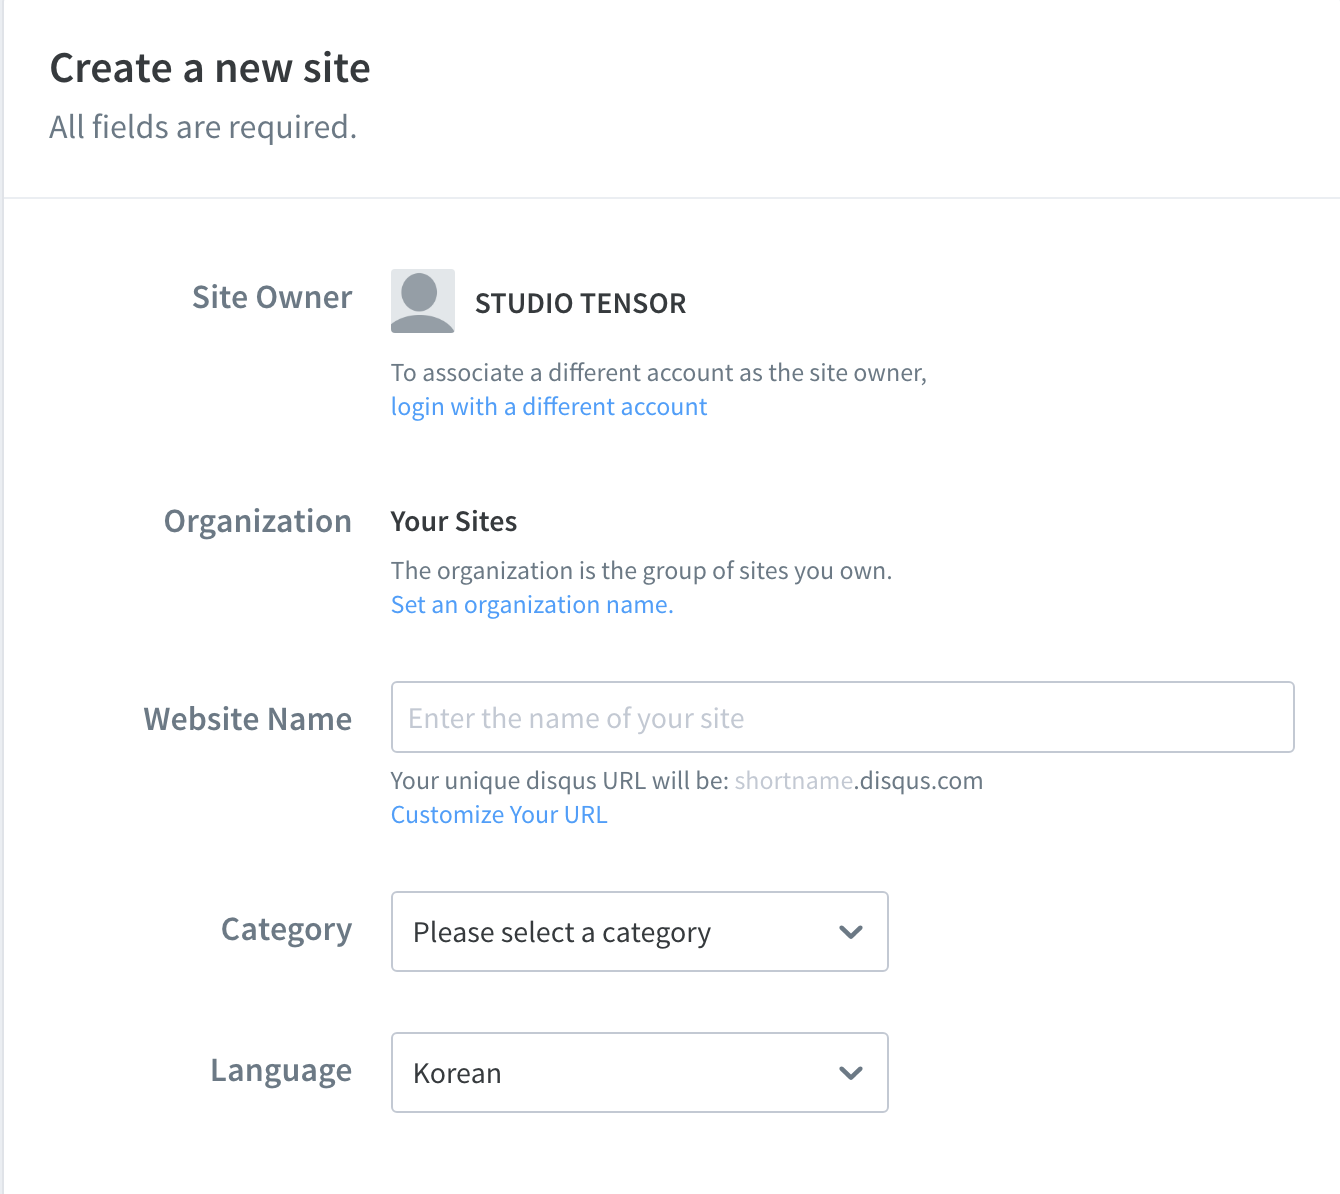 Create a new site
All fields are required.
Site Owner
STUDIO TENSOR
To associate a different account as the site owner,
login with a different account
Organization
Your Sites
The organization is the group of sites you own.
Set an organization name.
Website Name
Enter the name of your site
Your unique disqus URL will be: shortname.disqus.com
Customize Your URL
Category
Please select a category
Language
Korean